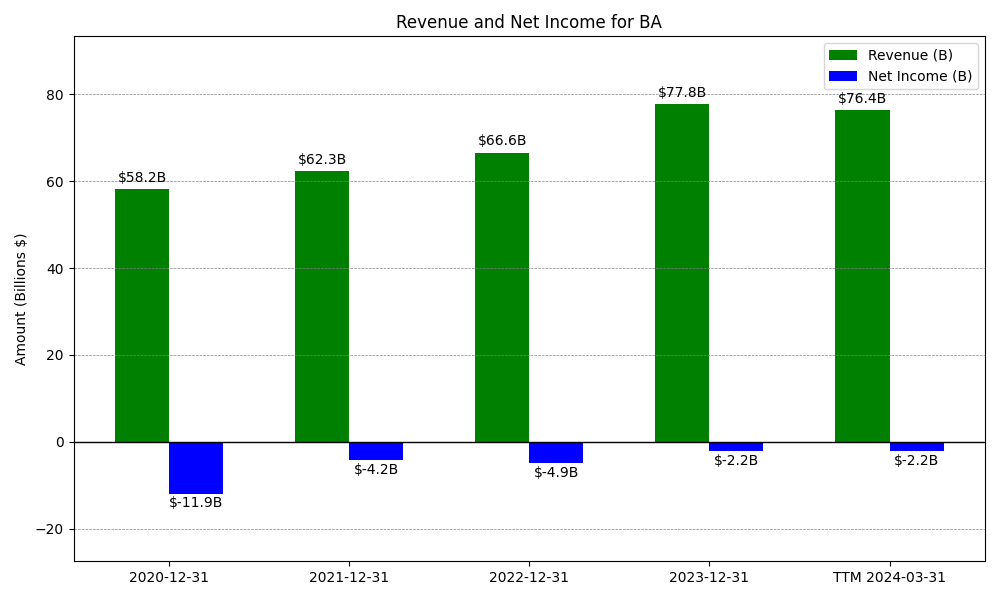 Revenue and Net Income for BA
Revenue (B)
Net Income (B)
Amount (Billions $)
80
60
40
20
0
−20
$58.2B
$62.3B
$66.6B
$77.8B
$76.4B
$-11.9B
$-4.2B
$-4.9B
$-2.2B
$-2.2B
2020-12-31
2021-12-31
2022-12-31
2023-12-31
TTM 2024-03-31